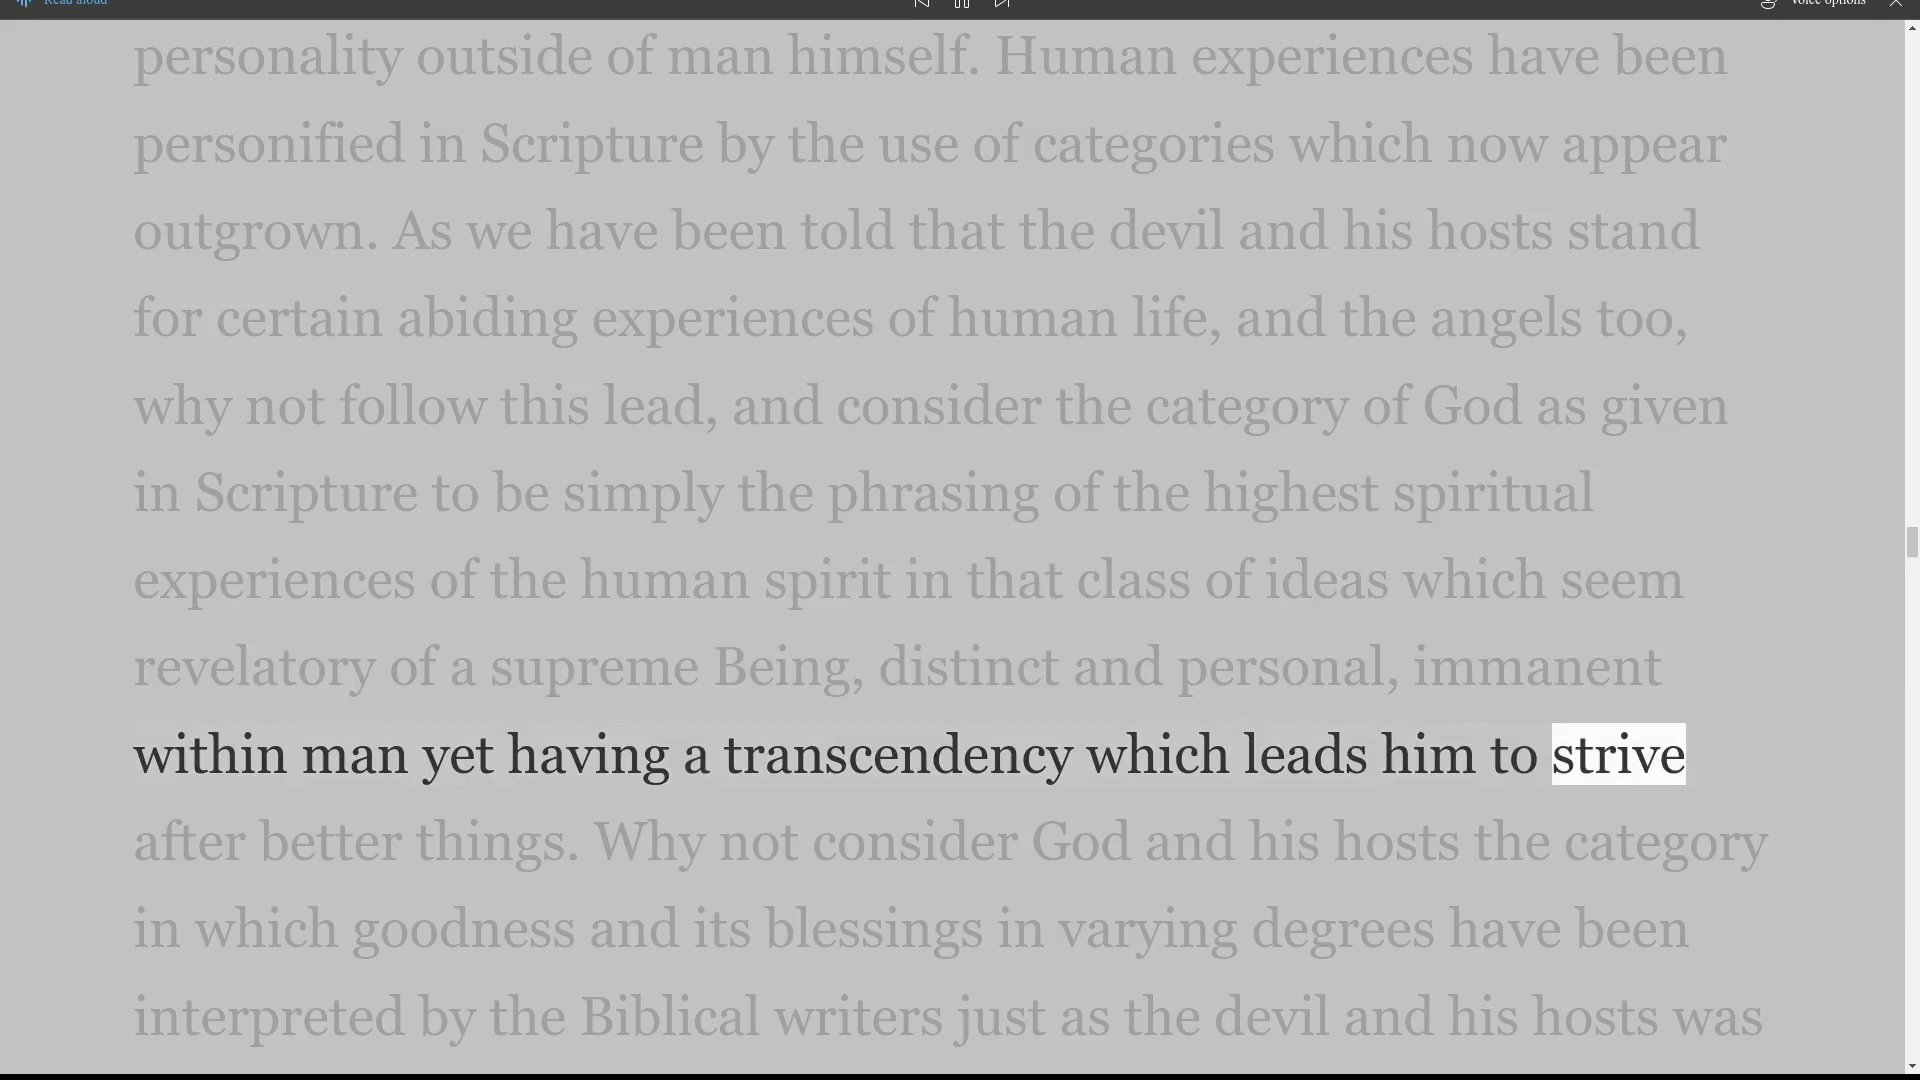 Read aloud
Voice options
personality outside of man himself. Human experiences have been
personified in Scripture by the use of categories which now appear
outgrown. As we have been told that the devil and his hosts stand
for certain abiding experiences of human life, and the angels too,
why not follow this lead, and consider the category of God as given
in Scripture to be simply the phrasing of the highest spiritual
experiences of the human spirit in that class of ideas which seem
revelatory of a supreme Being, distinct and personal, immanent
within man yet having a transcendency which leads him to strive
after better things. Why not consider God and his hosts the category
in which goodness and its blessings in varying degrees have been
interpreted by the Biblical writers just as the devil and his hosts was